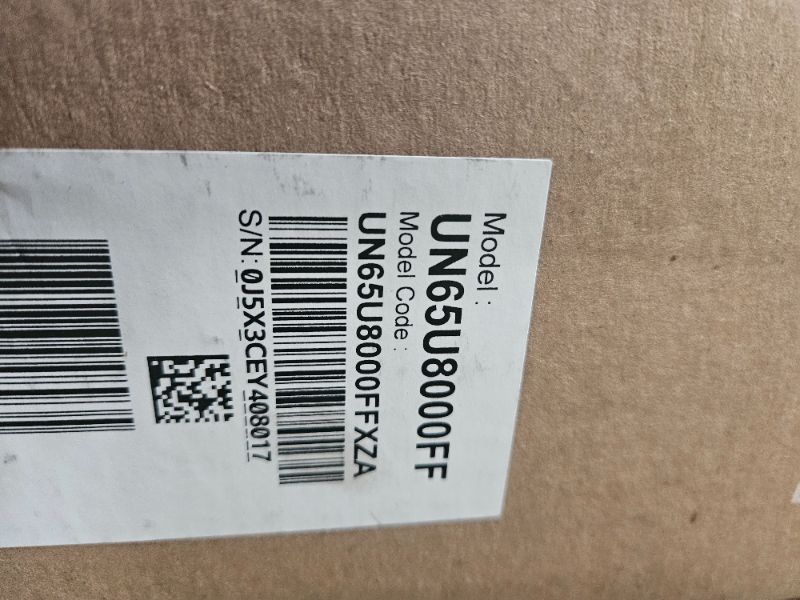 Model :
UN65U8000FF
Model Code :
UN65U8000FFXZA
S/N: 0J5X3CEY408017